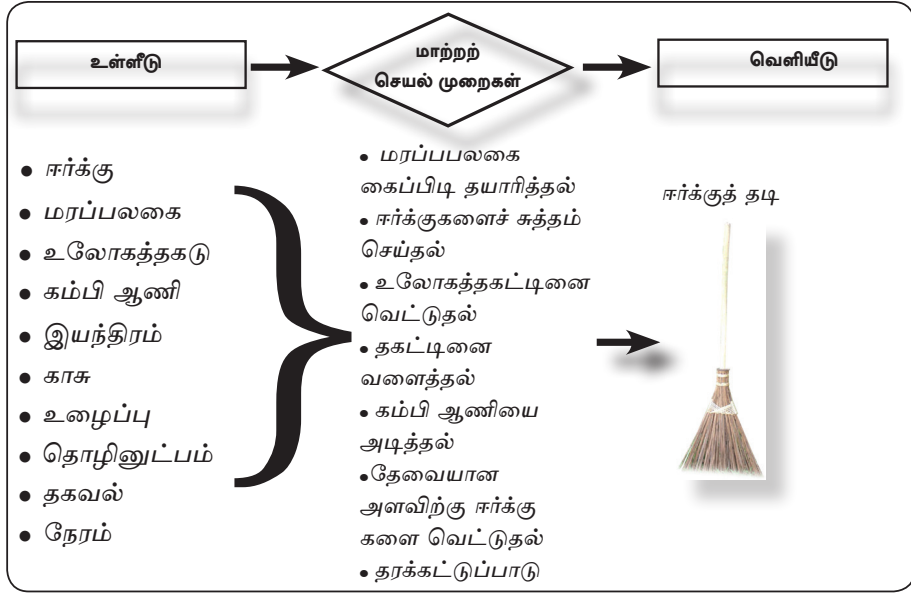 உள்ளீடு
மாற்றற்
செயல் முறைகள்
வெளியீடு
● ஈர்க்கு
● மரப்பலகை
● உலோகத்தகடு
● கம்பி ஆணி
● இயந்திரம்
● காசு
● உழைப்பு
● தொழினுட்பம்
● தகவல்
● நேரம்
● மரப்பபலகை
கைப்பிடி தயாரித்தல்
● ஈர்க்குகளைச் சுத்தம்
செய்தல்
● உலோகத்தகட்டினை
வெட்டுதல்
● தகட்டினை
வளைத்தல்
● கம்பி ஆணியை
அடித்தல்
●தேவையான
அளவிற்கு ஈர்க்கு
களை வெட்டுதல்
● தரக்கட்டுப்பாடு
ஈர்க்குத் தடி